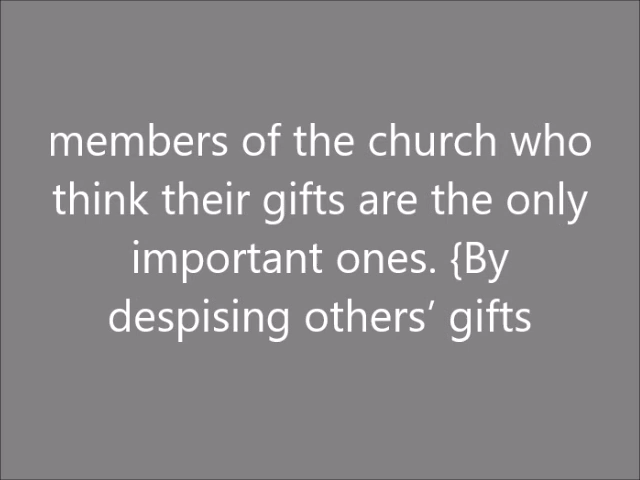 members of the church who
think their gifts are the only
important ones. {By
despising others’ gifts